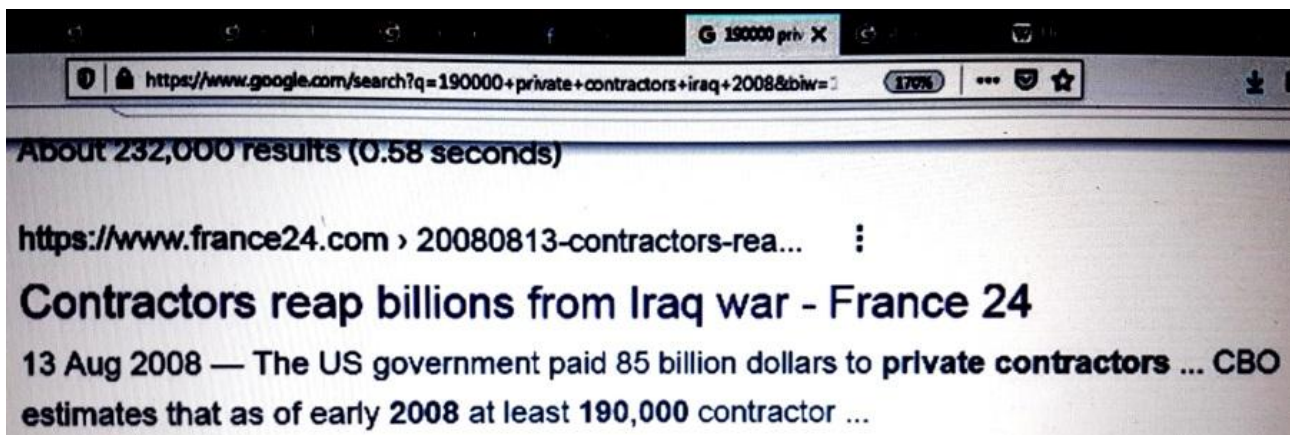 G 190000 priv X
https://www.google.com/search?q=190000+private+contractors+iraq+2008&biw=
170%
About 232,000 results (0.58 seconds)
https://www.france24.com › 20080813-contractors-rea...
Contractors reap billions from Iraq war - France 24
13 Aug 2008 — The US government paid 85 billion dollars to private contractors ... CBO
estimates that as of early 2008 at least 190,000 contractor ...